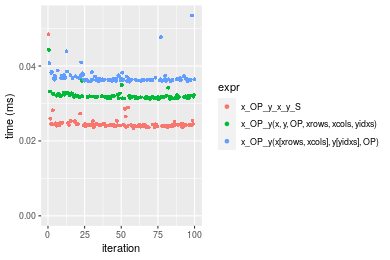 time (ms)
0.04
0.02
0.00
0
25
50
75
100
iteration
expr
x_OP_y_x_y_S
x_OP_y(x, y, OP, xrows, xcols, yidxs)
x_OP_y(x[xrows, xcols], y[yidxs], OP)